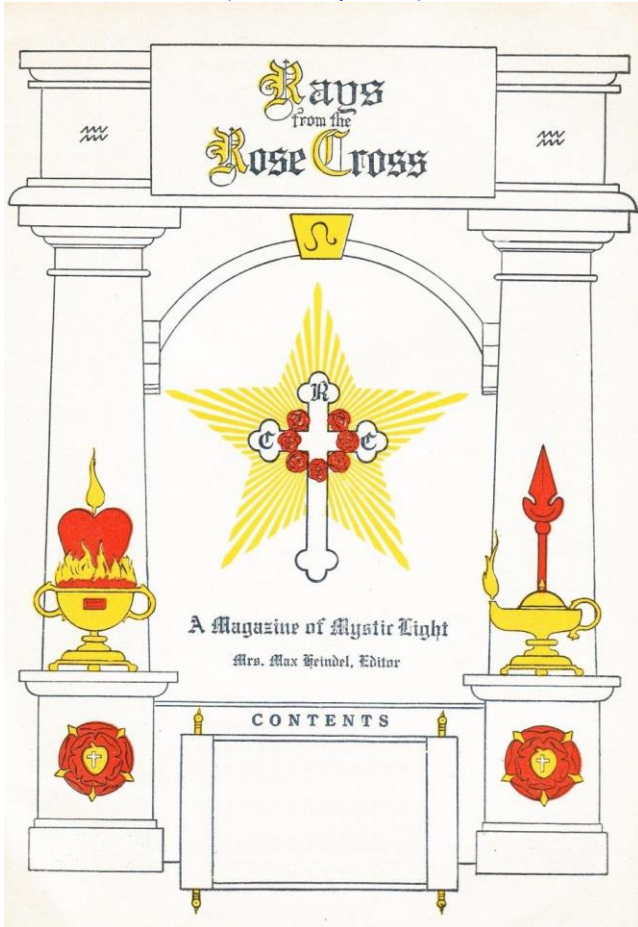 Rays
from the
Rose Cross
R
C C
A Magazine of Mystic Light
Mrs. Max Heindel, Editor
CONTENTS